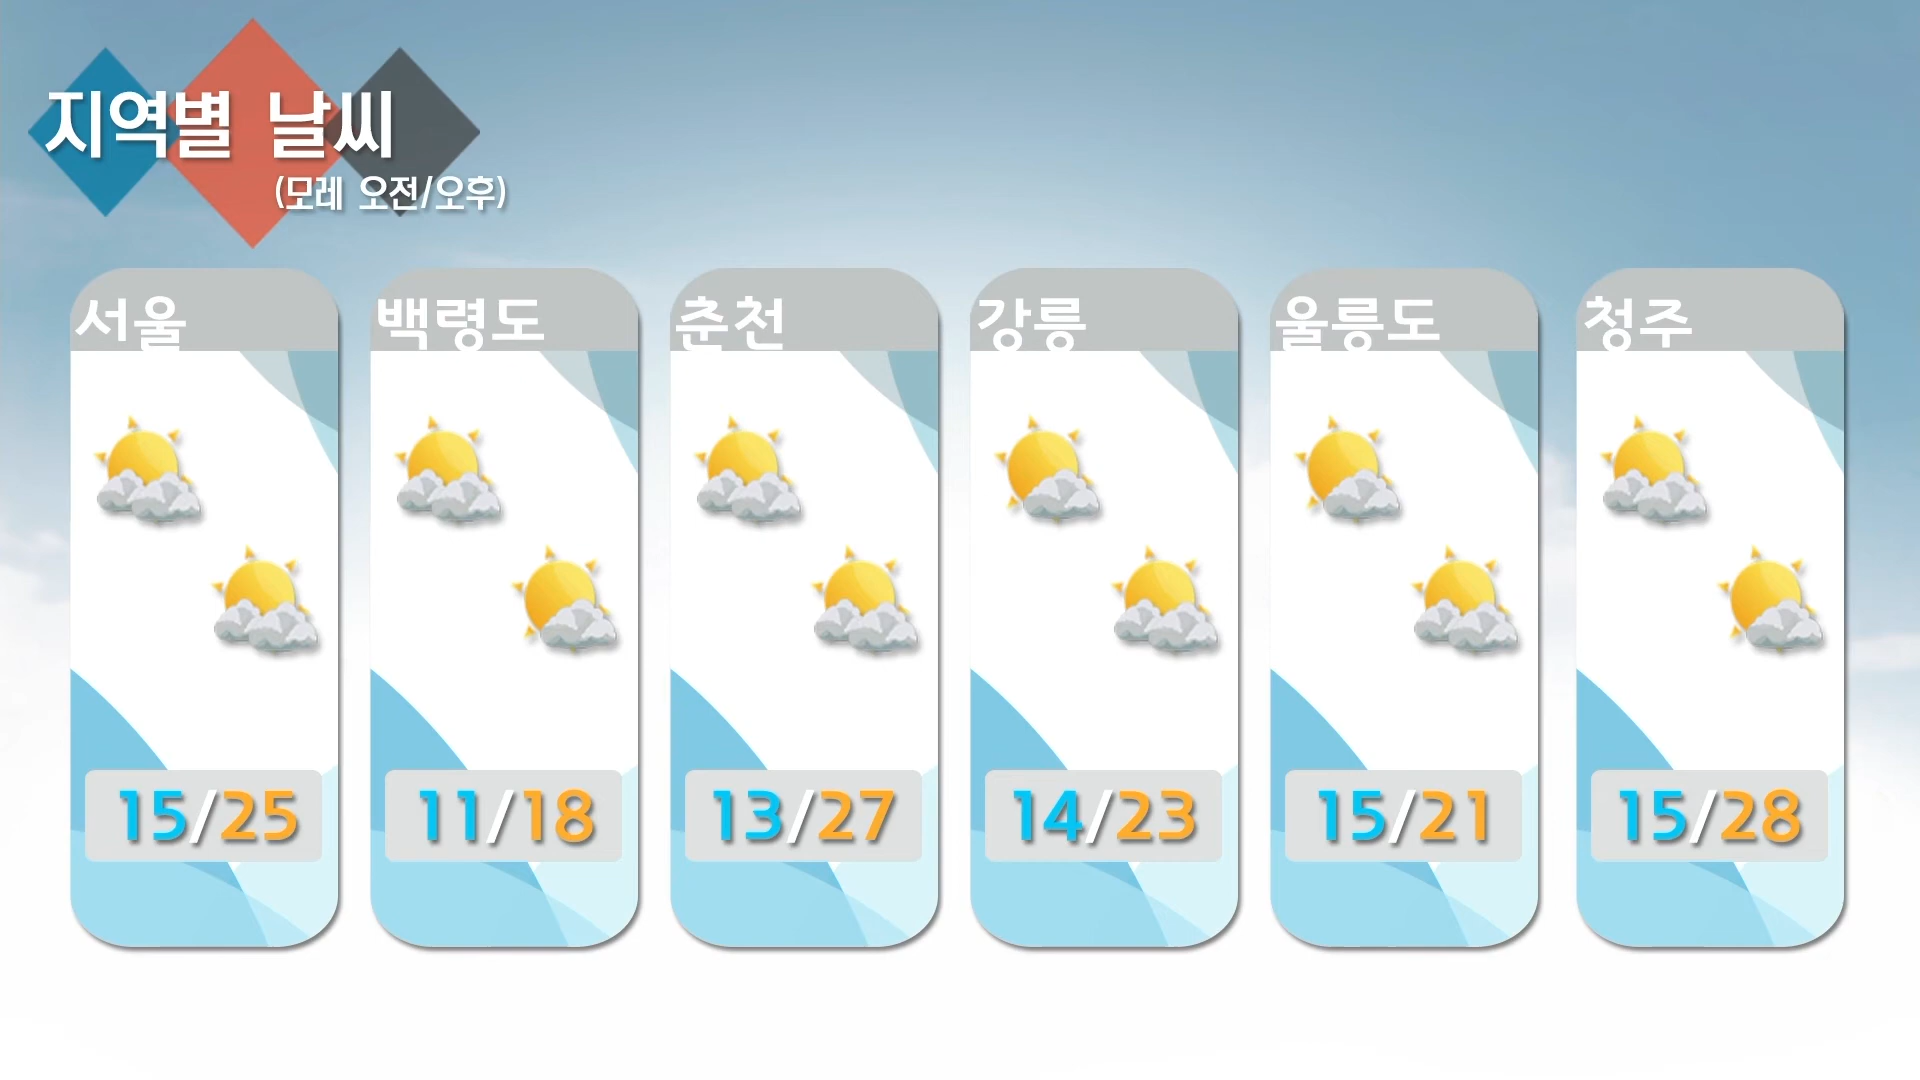 지역별 날씨
(모레 오전/오후)
서울
백령도
춘천
강릉
울릉도
청주
15/25
11/18
13/27
14/23
15/21
15/28